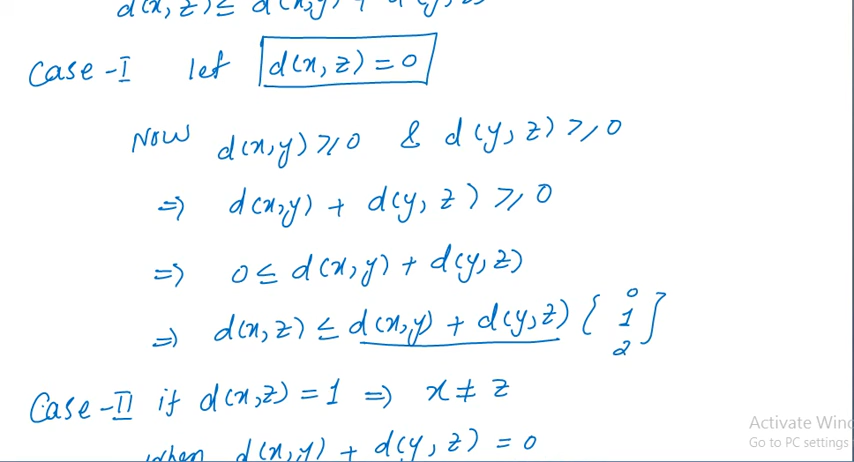 d(x, z) ≤ d(x,y) + d(y, z)
Case-I let d(x, z) = 0
Now d(x,y) ≥ 0 & d(y, z) ≥ 0
⇒ d(x,y) + d(y, z) ≥ 0
⇒ 0 ≤ d(x,y) + d(y,z)
⇒ d(x,z) ≤ d(x,y) + d(y,z) { 0 1 2 }
Case-II if d(x,z) = 1 ⇒ x ≠ z
when d(x,y) + d(y, z) = 0
Activate Wind
Go to PC settings